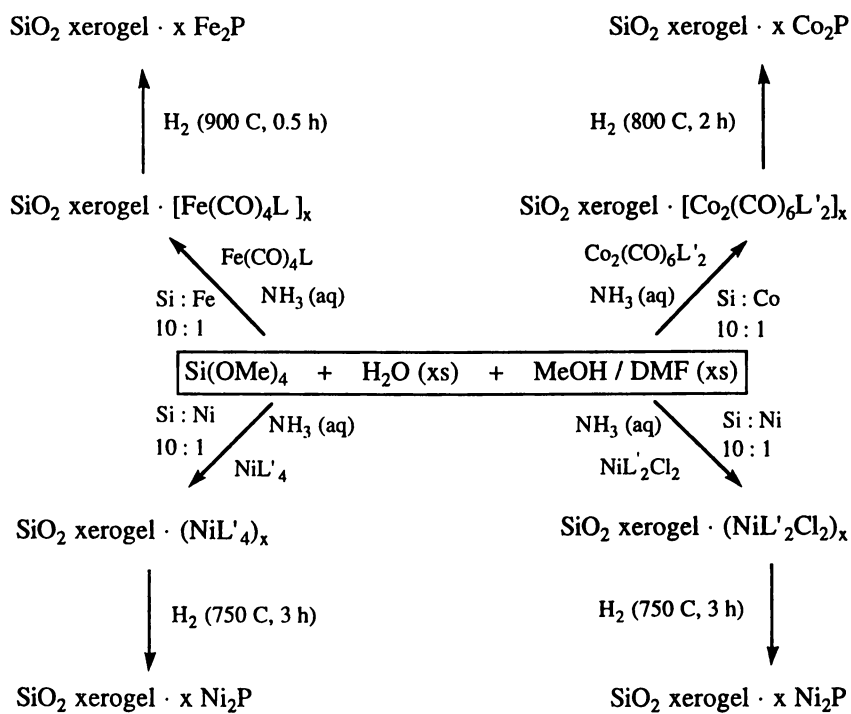 SiO₂ xerogel · x Fe₂P
SiO₂ xerogel · x Co₂P
H₂ (900 C, 0.5 h)
H₂ (800 C, 2 h)
SiO₂ xerogel · [Fe(CO)₄L ]ₓ
SiO₂ xerogel · [Co₂(CO)₆L'₂]ₓ
Fe(CO)₄L
Co₂(CO)₆L'₂
Si : Fe
NH₃ (aq)
NH₃ (aq)
Si : Co
10 : 1
10 : 1
Si(OMe)₄ + H₂O (xs) + MeOH / DMF (xs)
Si : Ni
NH₃ (aq)
NH₃ (aq)
Si : Ni
10 : 1
10 : 1
NiL'₄
NiL'₂Cl₂
SiO₂ xerogel · (NiL'₄)ₓ
SiO₂ xerogel · (NiL'₂Cl₂)ₓ
H₂ (750 C, 3 h)
H₂ (750 C, 3 h)
SiO₂ xerogel · x Ni₂P
SiO₂ xerogel · x Ni₂P